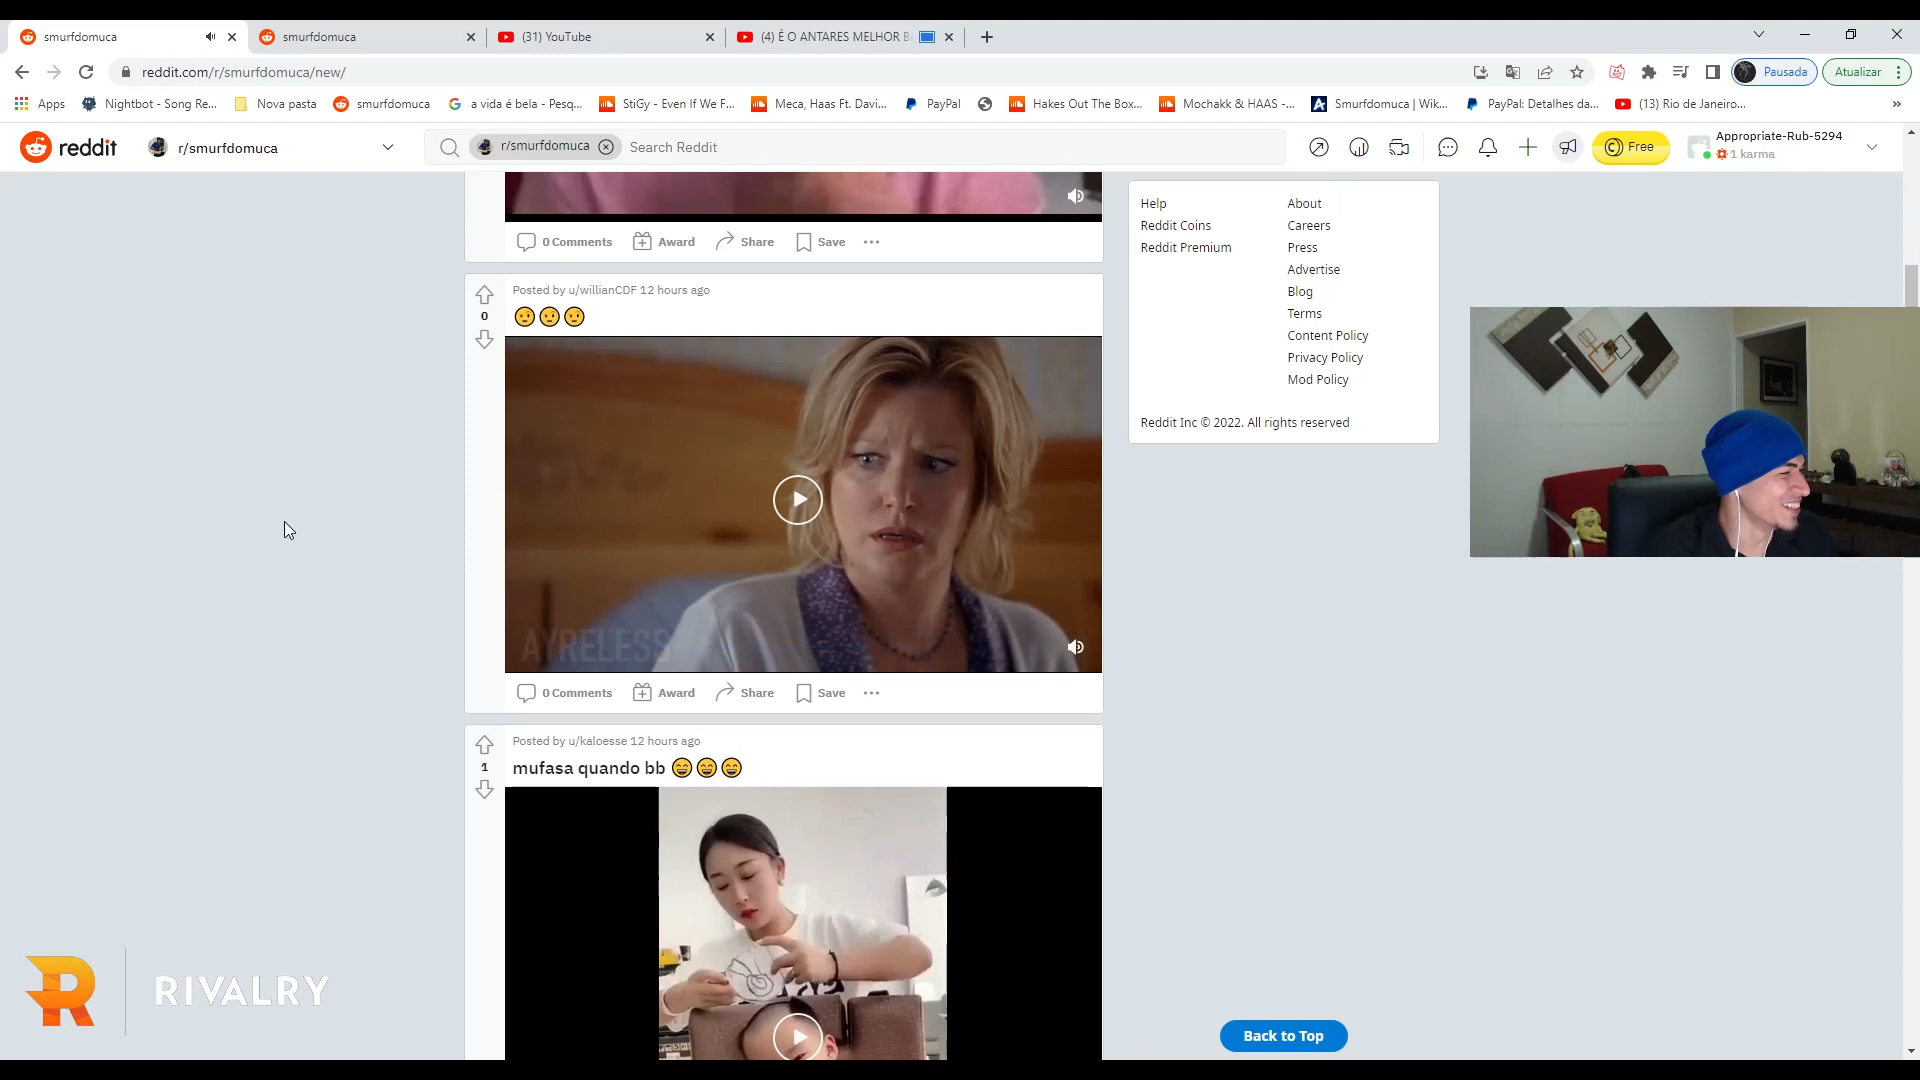 smurfdomuca
smurfdomuca
(31) YouTube
(4) É O ANTARES MELHOR B
reddit.com/r/smurfdomuca/new/
Pausada
Atualizar
Apps
Nightbot - Song Re...
Nova pasta
smurfdomuca
a vida é bela - Pesq...
StiGy - Even If We F...
Meca, Haas Ft. Davi...
PayPal
Hakes Out The Box...
Mochakk & HAAS -...
Smurfdomuca | Wik...
PayPal: Detalhes da...
(13) Rio de Janeiro...
reddit
r/smurfdomuca
r/smurfdomuca
Search Reddit
Free
Appropriate-Rub-5294
1 karma
0 Comments
Award
Share
Save
Posted by u/willianCDF 12 hours ago
0
😔😔😔
AYRELESS
0 Comments
Award
Share
Save
Posted by u/kaloesse 12 hours ago
1
mufasa quando bb 😄😄😄
Help
Reddit Coins
Reddit Premium
About
Careers
Press
Advertise
Blog
Terms
Content Policy
Privacy Policy
Mod Policy
Reddit Inc © 2022. All rights reserved
R
RIVALRY
Back to Top